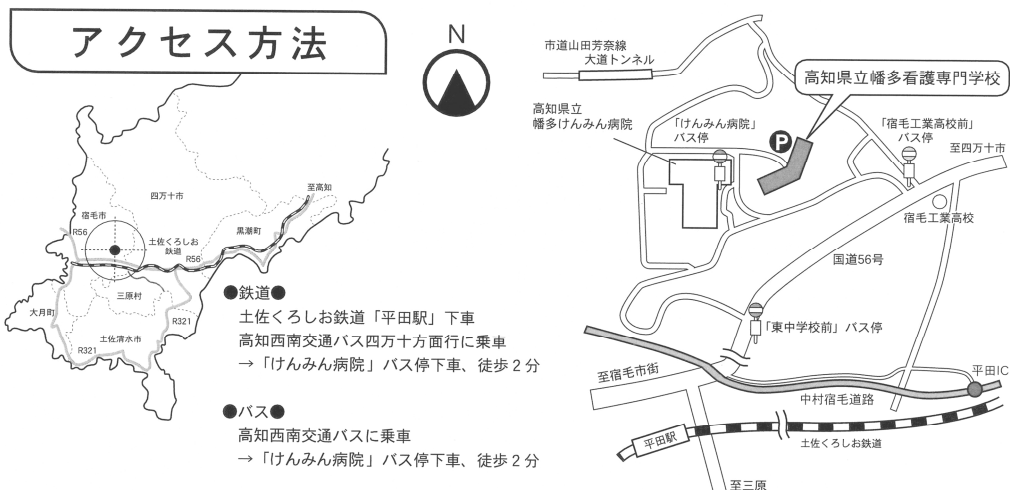 アクセス方法
N
四万十市
宿毛市
R56
土佐くろしお
鉄道
R56
黒潮町
至高知
三原村
大月町
R321
土佐清水市
R321
●鉄道●
土佐くろしお鉄道「平田駅」下車
高知西南交通バス四万十方面行に乗車
→「けんみん病院」バス停下車、徒歩2分
●バス●
高知西南交通バスに乗車
→「けんみん病院」バス停下車、徒歩2分
市道山田芳奈線
大道トンネル
高知県立幡多看護専門学校
高知県立
幡多けんみん病院
「けんみん病院」
バス停
P
「宿毛工業高校前」
バス停
至四万十市
宿毛工業高校
国道56号
「東中学校前」バス停
至宿毛市街
平田IC
中村宿毛道路
平田駅
土佐くろしお鉄道
至三原